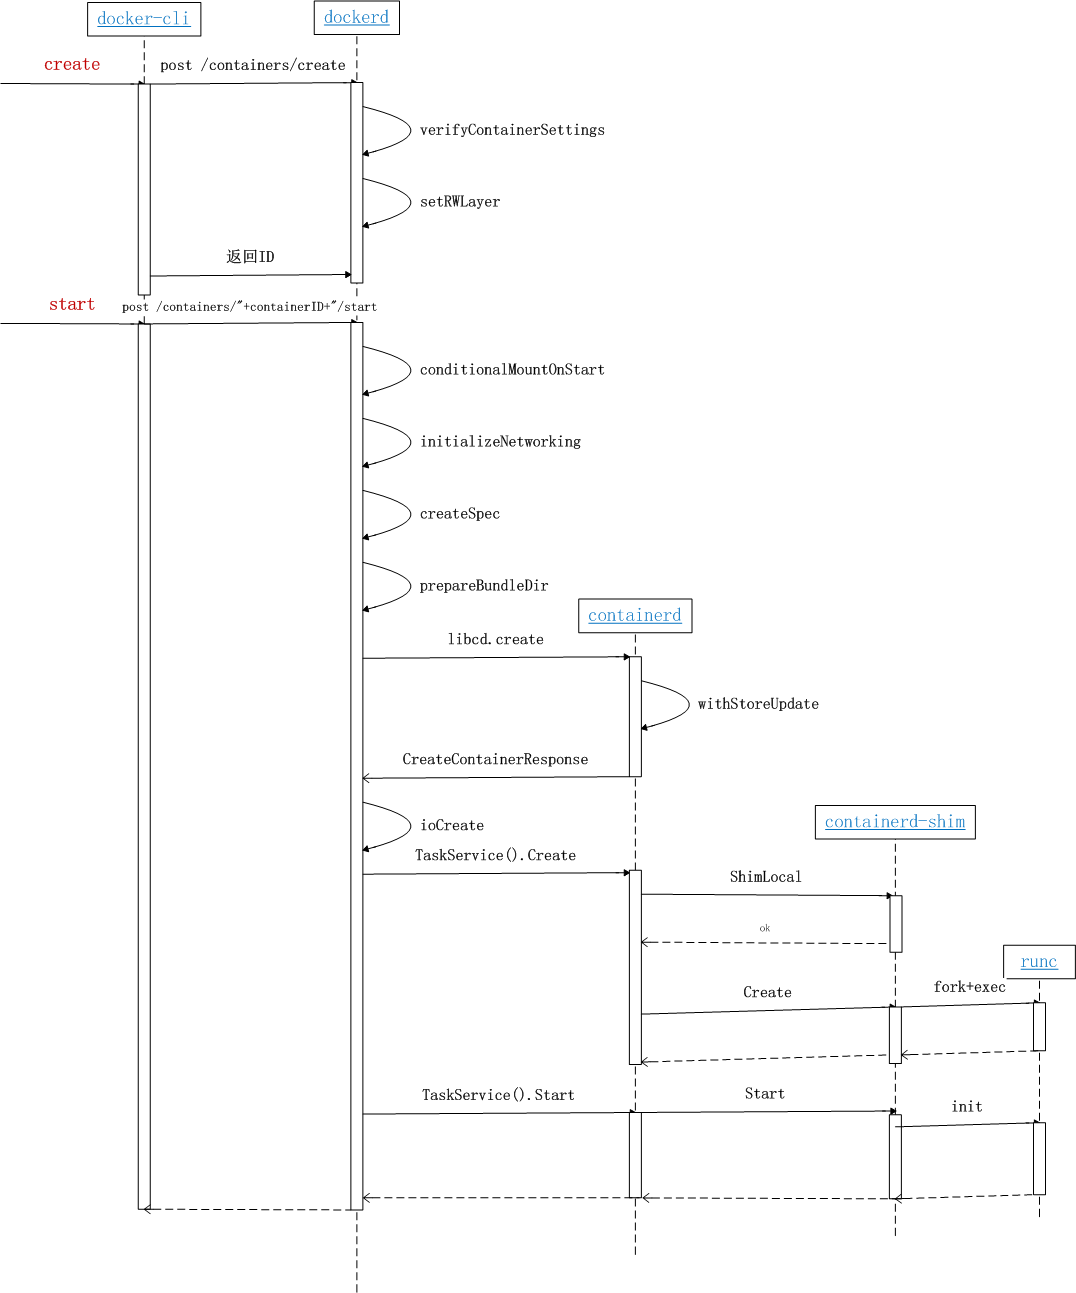 docker-cli
dockerd
create
post /containers/create
verifyContainerSettings
setRWLayer
返回ID
start
post /containers/"+containerID+"/start
conditionalMountOnStart
initializeNetworking
createSpec
prepareBundleDir
containerd
libcd.create
withStoreUpdate
CreateContainerResponse
ioCreate
containerd-shim
TaskService().Create
ShimLocal
ok
runc
Create
fork+exec
TaskService().Start
Start
init